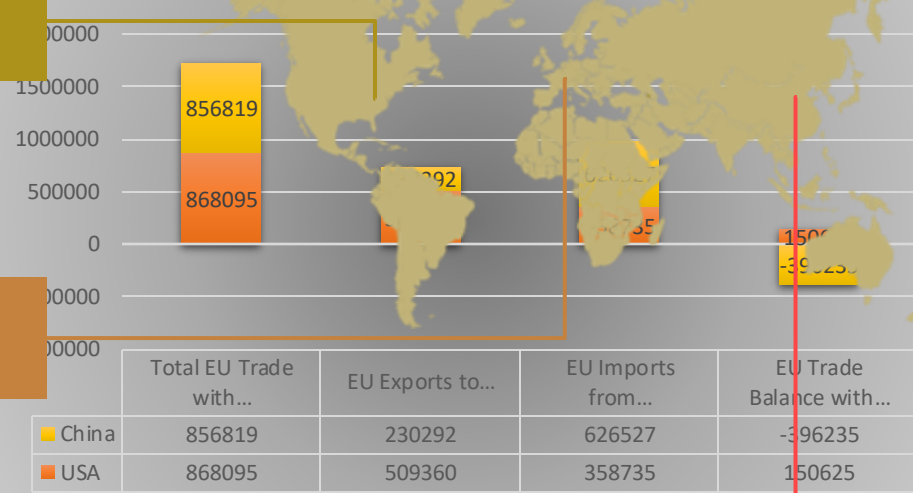 1500000
1000000
500000
0
856819
868095
Total EU Trade with…
EU Exports to…
EU Imports from…
EU Trade Balance with…
China 856819 230292 626527 -396235
USA 868095 509360 358735 150625